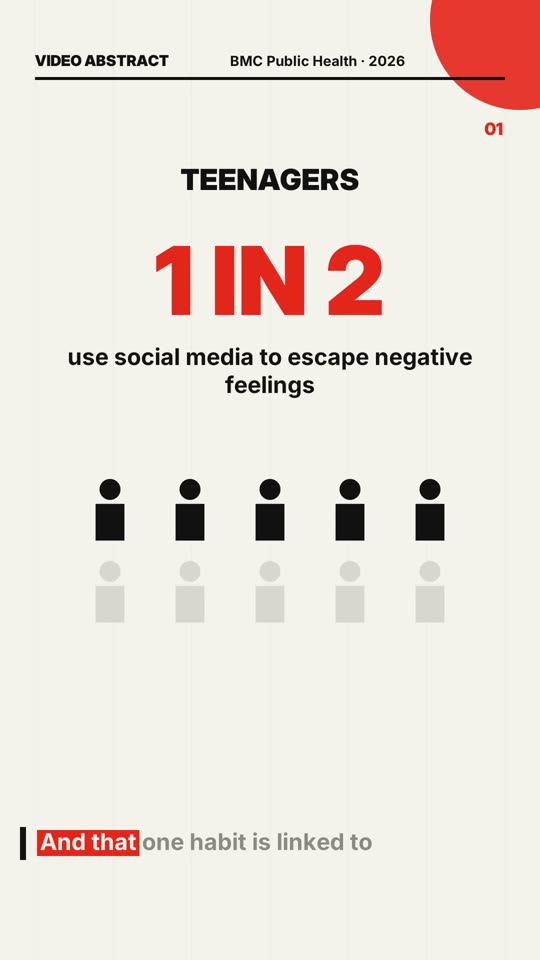 VIDEO ABSTRACT
BMC Public Health · 2026
01
TEENAGERS
1 IN 2
use social media to escape negative
feelings
And that one habit is linked to